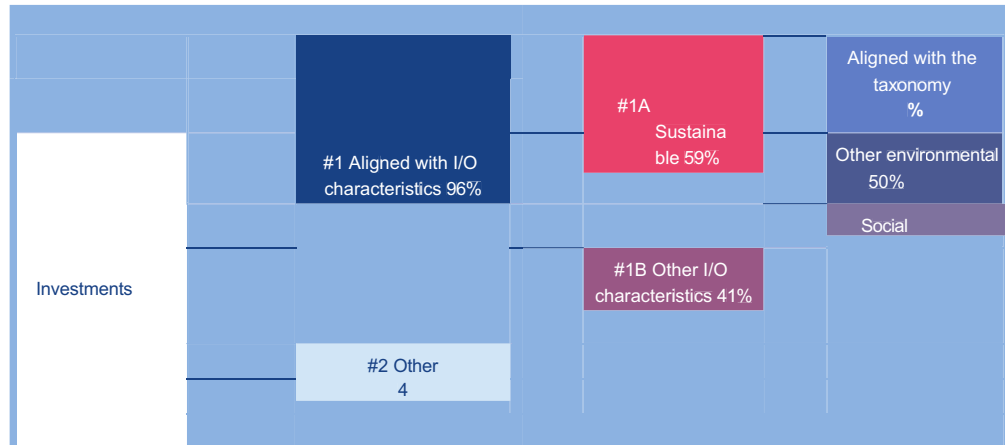 Investments
#1 Aligned with I/O
characteristics 96%
#2 Other
4
#1A
Sustaina
ble 59%
#1B Other I/O
characteristics 41%
Aligned with the
taxonomy
%
Other environmental
50%
Social